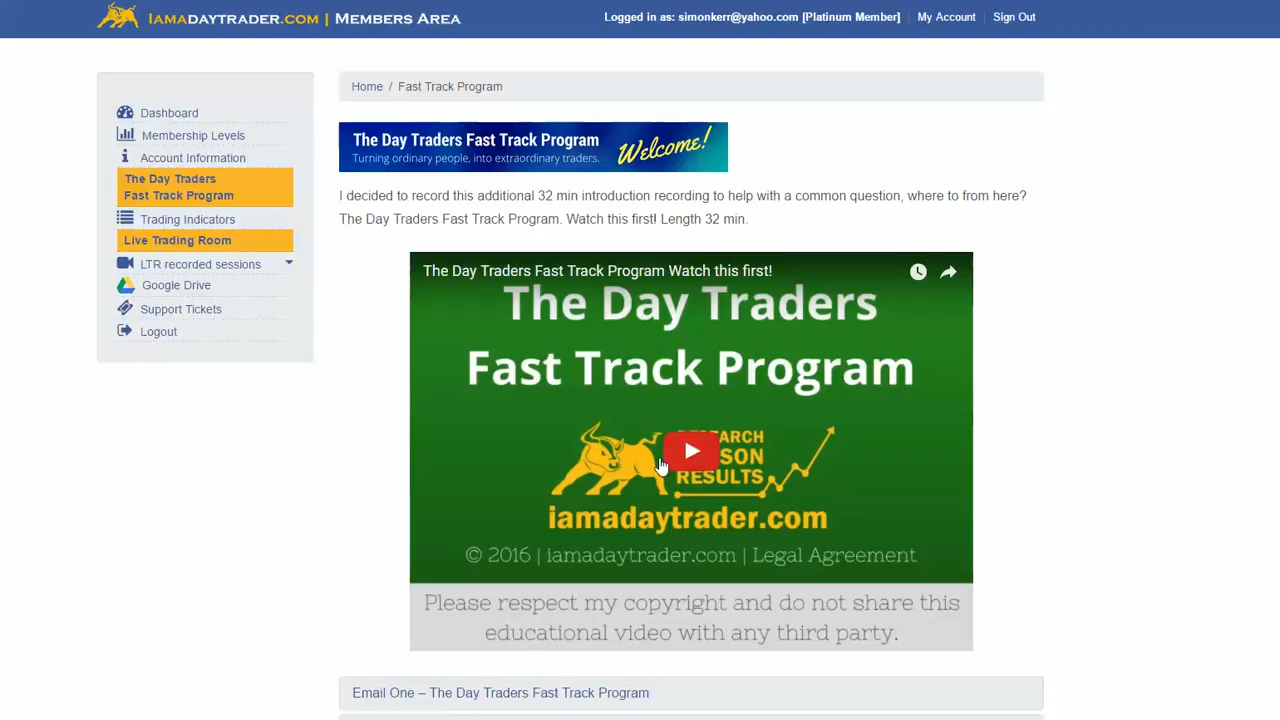 IAMADAYTRADER.COM | MEMBERS AREA
Logged in as: simonkerr@yahoo.com [Platinum Member]
My Account
Sign Out
Dashboard
Membership Levels
Account Information
The Day Traders
Fast Track Program
Trading Indicators
Live Trading Room
LTR recorded sessions
Google Drive
Support Tickets
Logout
Home / Fast Track Program
The Day Traders Fast Track Program
Turning ordinary people, into extraordinary traders.
Welcome!
I decided to record this additional 32 min introduction recording to help with a common question, where to from here?
The Day Traders Fast Track Program. Watch this first! Length 32 min.
The Day Traders Fast Track Program Watch this first!
The Day Traders
Fast Track Program
RESULTS
iamadaytrader.com
© 2016 | iamadaytrader.com | Legal Agreement
Please respect my copyright and do not share this
educational video with any third party.
Email One – The Day Traders Fast Track Program